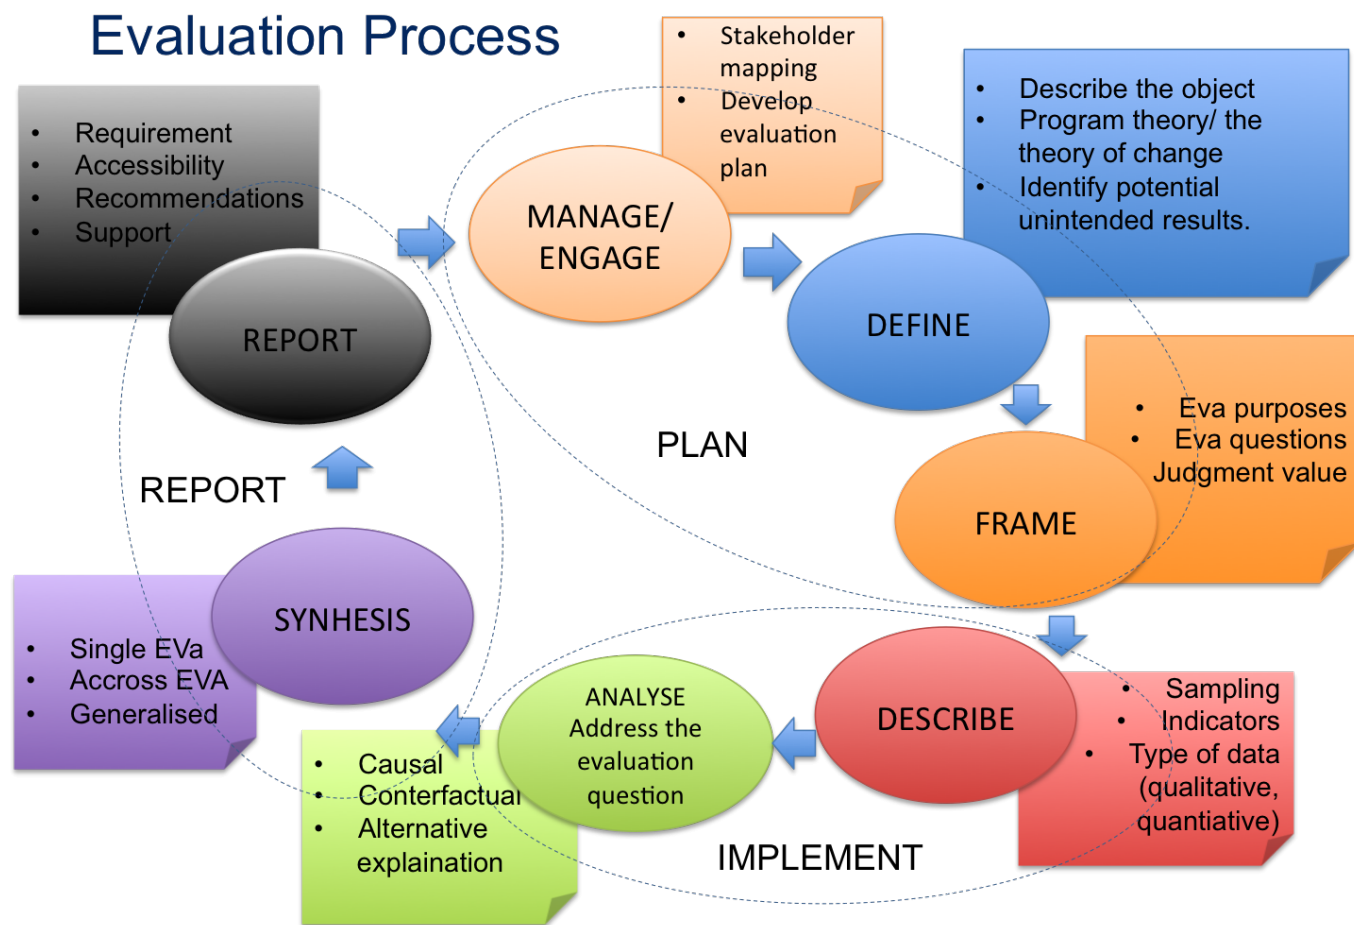 Evaluation Process
• Requirement
• Accessibility
• Recommendations
• Support
REPORT
• Stakeholder
mapping
• Develop
evaluation
plan
MANAGE/
ENGAGE
• Describe the object
• Program theory/ the
theory of change
• Identify potential
unintended results.
DEFINE
• Eva purposes
• Eva questions
Judgment value
FRAME
PLAN
• Sampling
• Indicators
• Type of data
(qualitative,
quantiative)
DESCRIBE
ANALYSE
Address the
evaluation
question
• Causal
• Conterfactual
• Alternative
explaination
IMPLEMENT
SYNHESIS
• Single EVa
• Accross EVA
• Generalised
REPORT